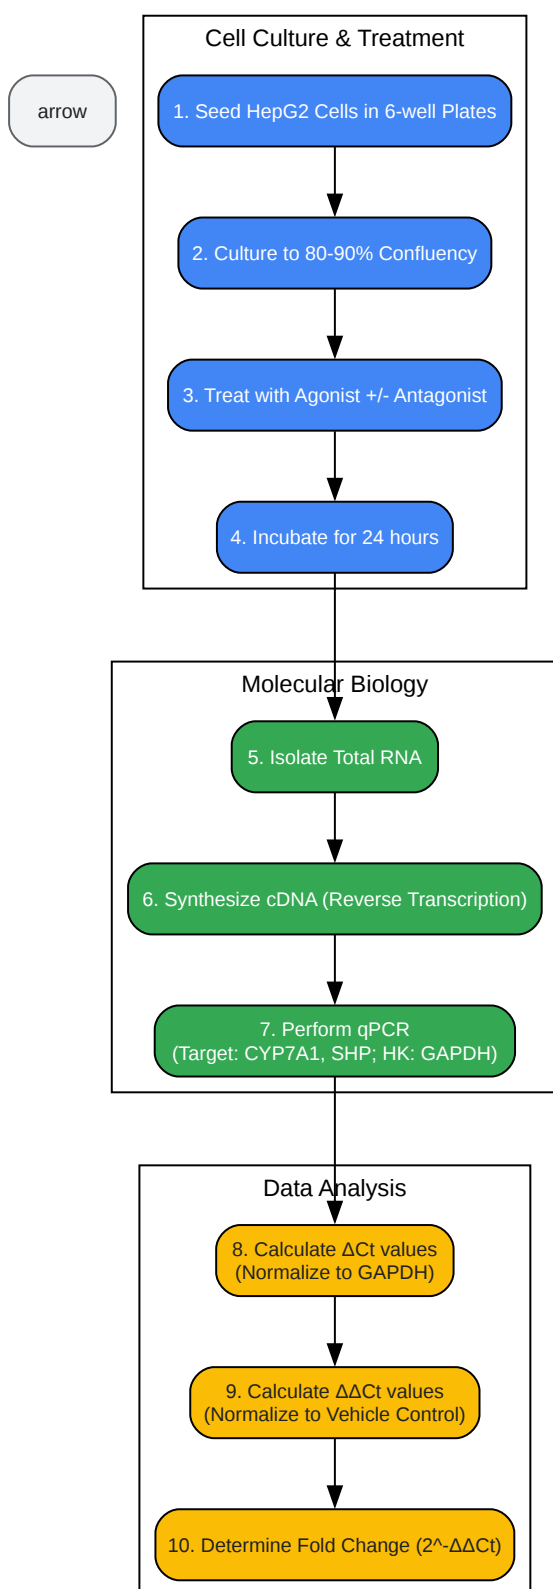 Cell Culture & Treatment
arrow
1. Seed HepG2 Cells in 6-well Plates
2. Culture to 80-90% Confluency
3. Treat with Agonist +/- Antagonist
4. Incubate for 24 hours
Molecular Biology
5. Isolate Total RNA
6. Synthesize cDNA (Reverse Transcription)
7. Perform qPCR
(Target: CYP7A1, SHP; HK: GAPDH)
Data Analysis
8. Calculate ΔCt values
(Normalize to GAPDH)
9. Calculate ΔΔCt values
(Normalize to Vehicle Control)
10. Determine Fold Change (2^-ΔΔCt)